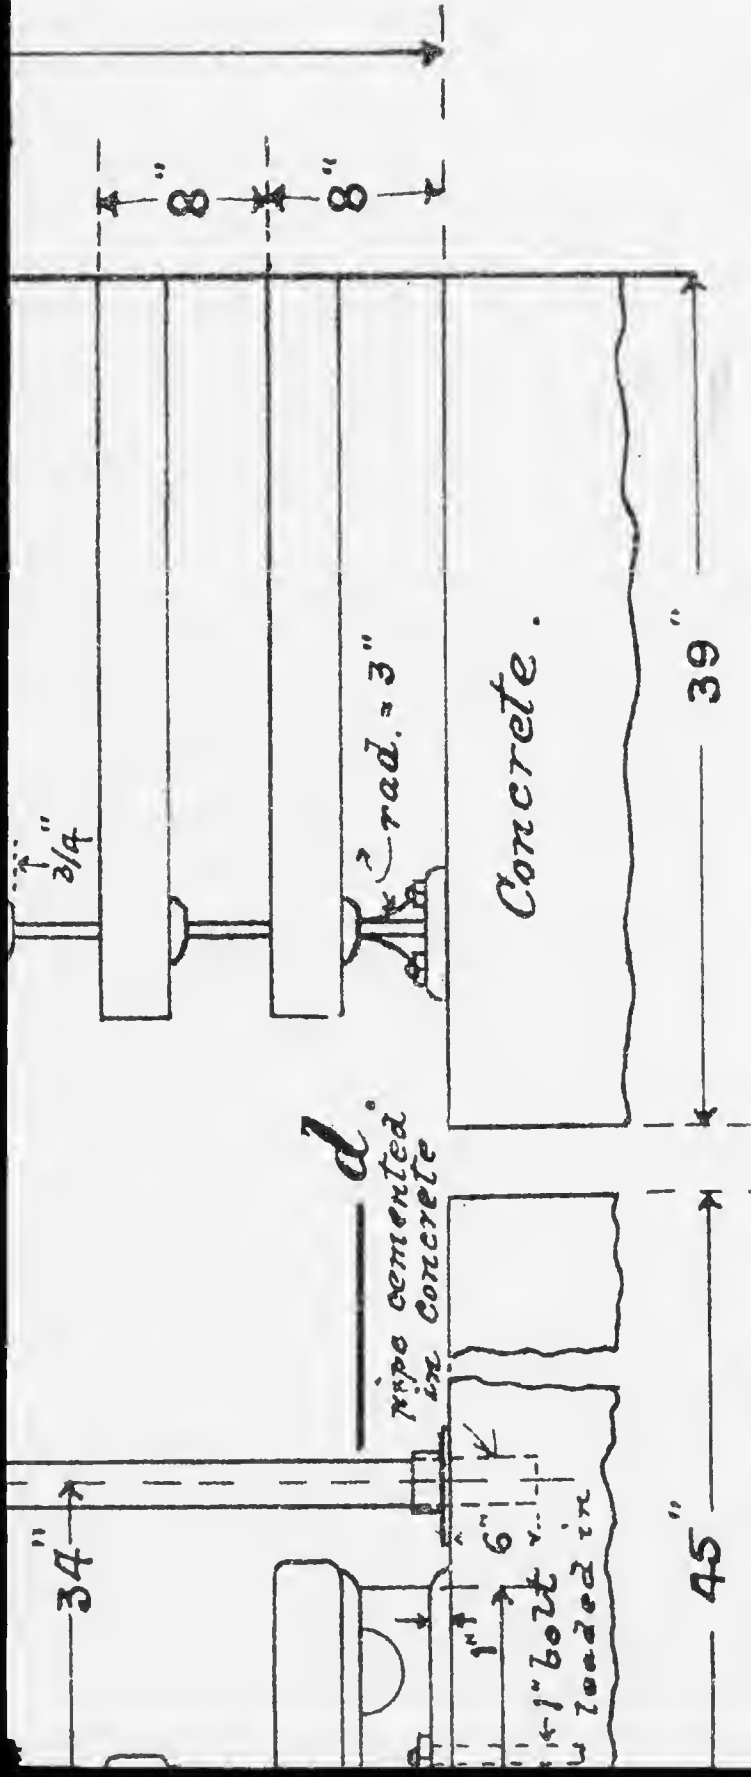 8"
8"
3/4"
rad. = 3"
Concrete.
39"
d.
pipe cemented
in concrete
34"
6"
1"
1" bolt
leaded in
45"